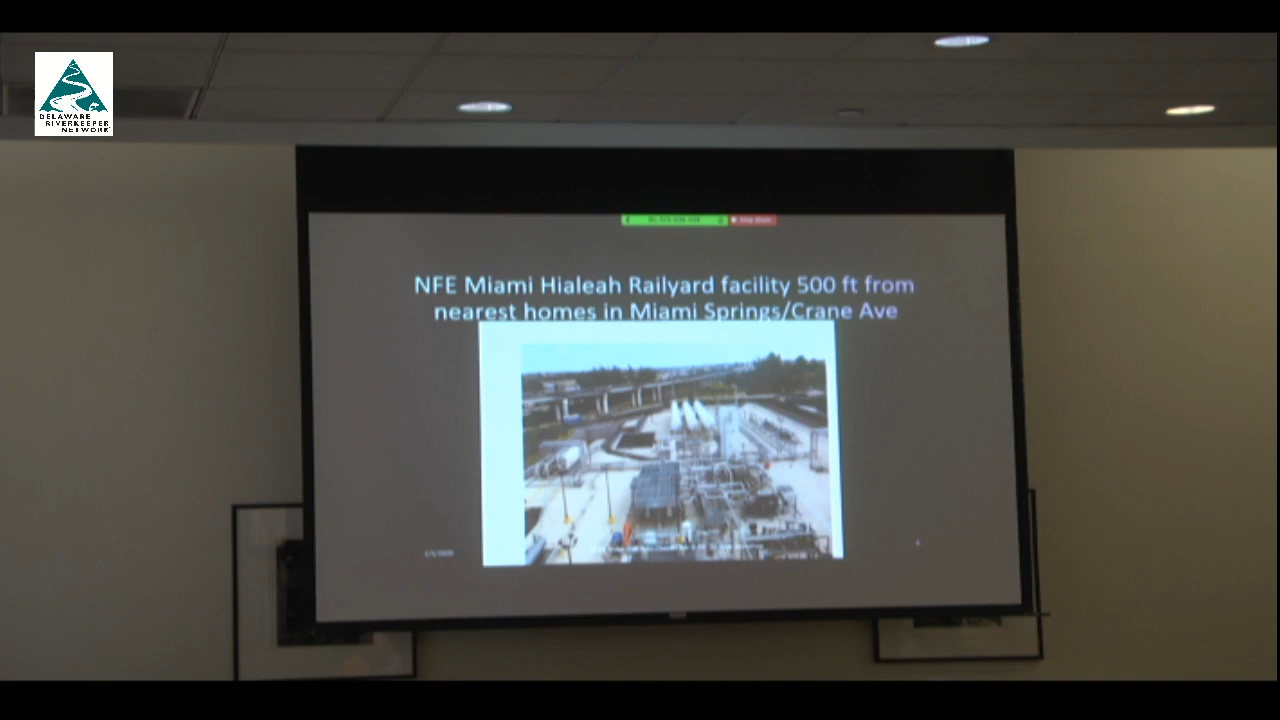 DELAWARE
RIVERKEEPER
NETWORK
NFE Miami Hialeah Railyard facility 500 ft from
nearest homes in Miami Springs/Crane Ave